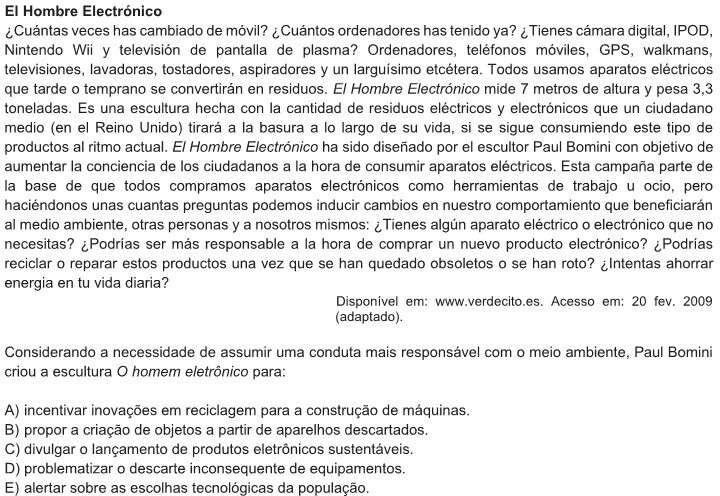 El Hombre Electrónico
¿Cuántas veces has cambiado de móvil? ¿Cuántos ordenadores has tenido ya? ¿Tienes cámara digital, IPOD,
Nintendo Wii y televisión de pantalla de plasma? Ordenadores, teléfonos móviles, GPS, walkmans,
televisiones, lavadoras, tostadores, aspiradores y un larguísimo etcétera. Todos usamos aparatos eléctricos
que tarde o temprano se convertirán en residuos. El Hombre Electrónico mide 7 metros de altura y pesa 3,3
toneladas. Es una escultura hecha con la cantidad de residuos eléctricos y electrónicos que un ciudadano
medio (en el Reino Unido) tirará a la basura a lo largo de su vida, si se sigue consumiendo este tipo de
productos al ritmo actual. El Hombre Electrónico ha sido diseñado por el escultor Paul Bomini con objetivo de
aumentar la conciencia de los ciudadanos a la hora de consumir aparatos eléctricos. Esta campaña parte de
la base de que todos compramos aparatos electrónicos como herramientas de trabajo u ocio, pero
haciéndonos unas cuantas preguntas podemos inducir cambios en nuestro comportamiento que beneficiarán
al medio ambiente, otras personas y a nosotros mismos: ¿Tienes algún aparato eléctrico o electrónico que no
necesitas? ¿Podrías ser más responsable a la hora de comprar un nuevo producto electrónico? ¿Podrías
reciclar o reparar estos productos una vez que se han quedado obsoletos o se han roto? ¿Intentas ahorrar
energia en tu vida diaria?
Disponível em: www.verdecito.es. Acesso em: 20 fev. 2009
(adaptado).
Considerando a necessidade de assumir uma conduta mais responsável com o meio ambiente, Paul Bomini
criou a escultura O homem eletrônico para:
A) incentivar inovações em reciclagem para a construção de máquinas.
B) propor a criação de objetos a partir de aparelhos descartados.
C) divulgar o lançamento de produtos eletrônicos sustentáveis.
D) problematizar o descarte inconsequente de equipamentos.
E) alertar sobre as escolhas tecnológicas da população.